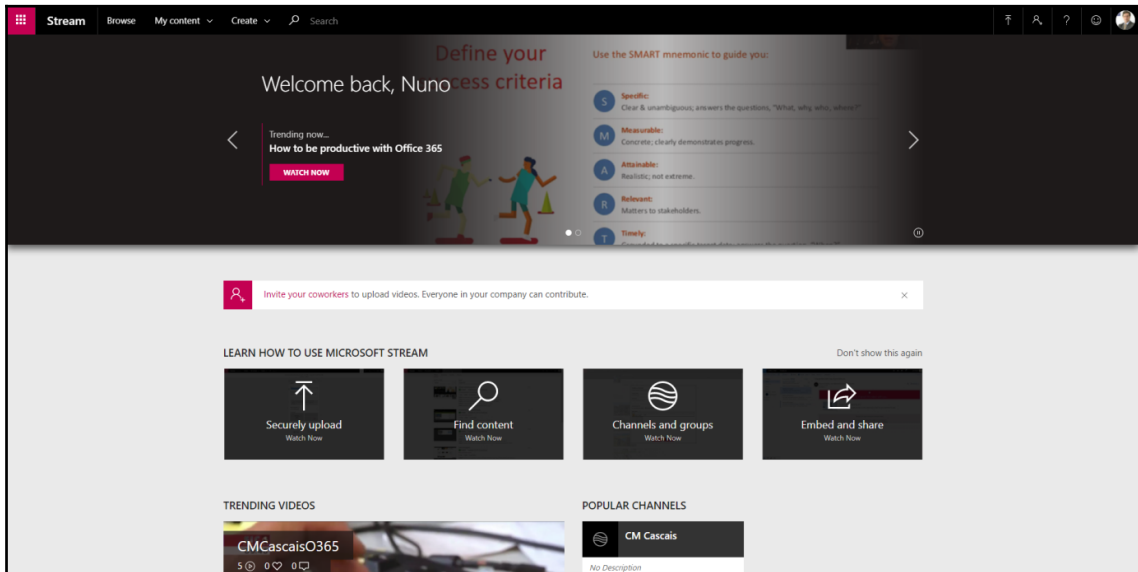 Stream Browse My content Create Search ?
Define your
ccess criteria
Welcome back, Nuno
Trending now...
How to be productive with Office 365
WATCH NOW
Use the SMART mnemonic to guide you:
S Specific:
Clear & unambiguous; answers the questions, "What, why, who, where?"
M Measurable:
Concrete; clearly demonstrates progress.
A Attainable:
Realistic; not extreme.
R Relevant:
Matters to stakeholders.
T Timely:
Invite your coworkers to upload videos. Everyone in your company can contribute.
LEARN HOW TO USE MICROSOFT STREAM Don't show this again
Securely upload
Watch Now
Find content
Watch Now
Channels and groups
Watch Now
Embed and share
Watch Now
TRENDING VIDEOS
CMCascaisO365
5 0 0
POPULAR CHANNELS
CM Cascais
No Description